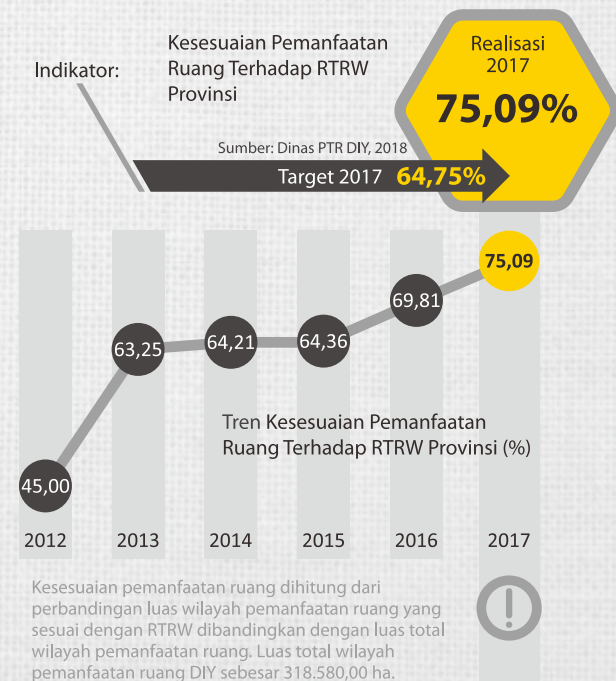 Indikator:
Kesesuaian Pemanfaatan
Ruang Terhadap RTRW
Provinsi
Realisasi
2017
75,09%
Sumber: Dinas PTR DIY, 2018
Target 2017 64,75%
75,09
69,81
63,25
64,21
64,36
45,00
Tren Kesesuaian Pemanfaatan
Ruang Terhadap RTRW Provinsi (%)
2012 2013 2014 2015 2016 2017
Kesesuaian pemanfaatan ruang dihitung dari
perbandingan luas wilayah pemanfaatan ruang yang
sesuai dengan RTRW dibandingkan dengan luas total
wilayah pemanfaatan ruang. Luas total wilayah
pemanfaatan ruang DIY sebesar 318.580,00 ha.
!